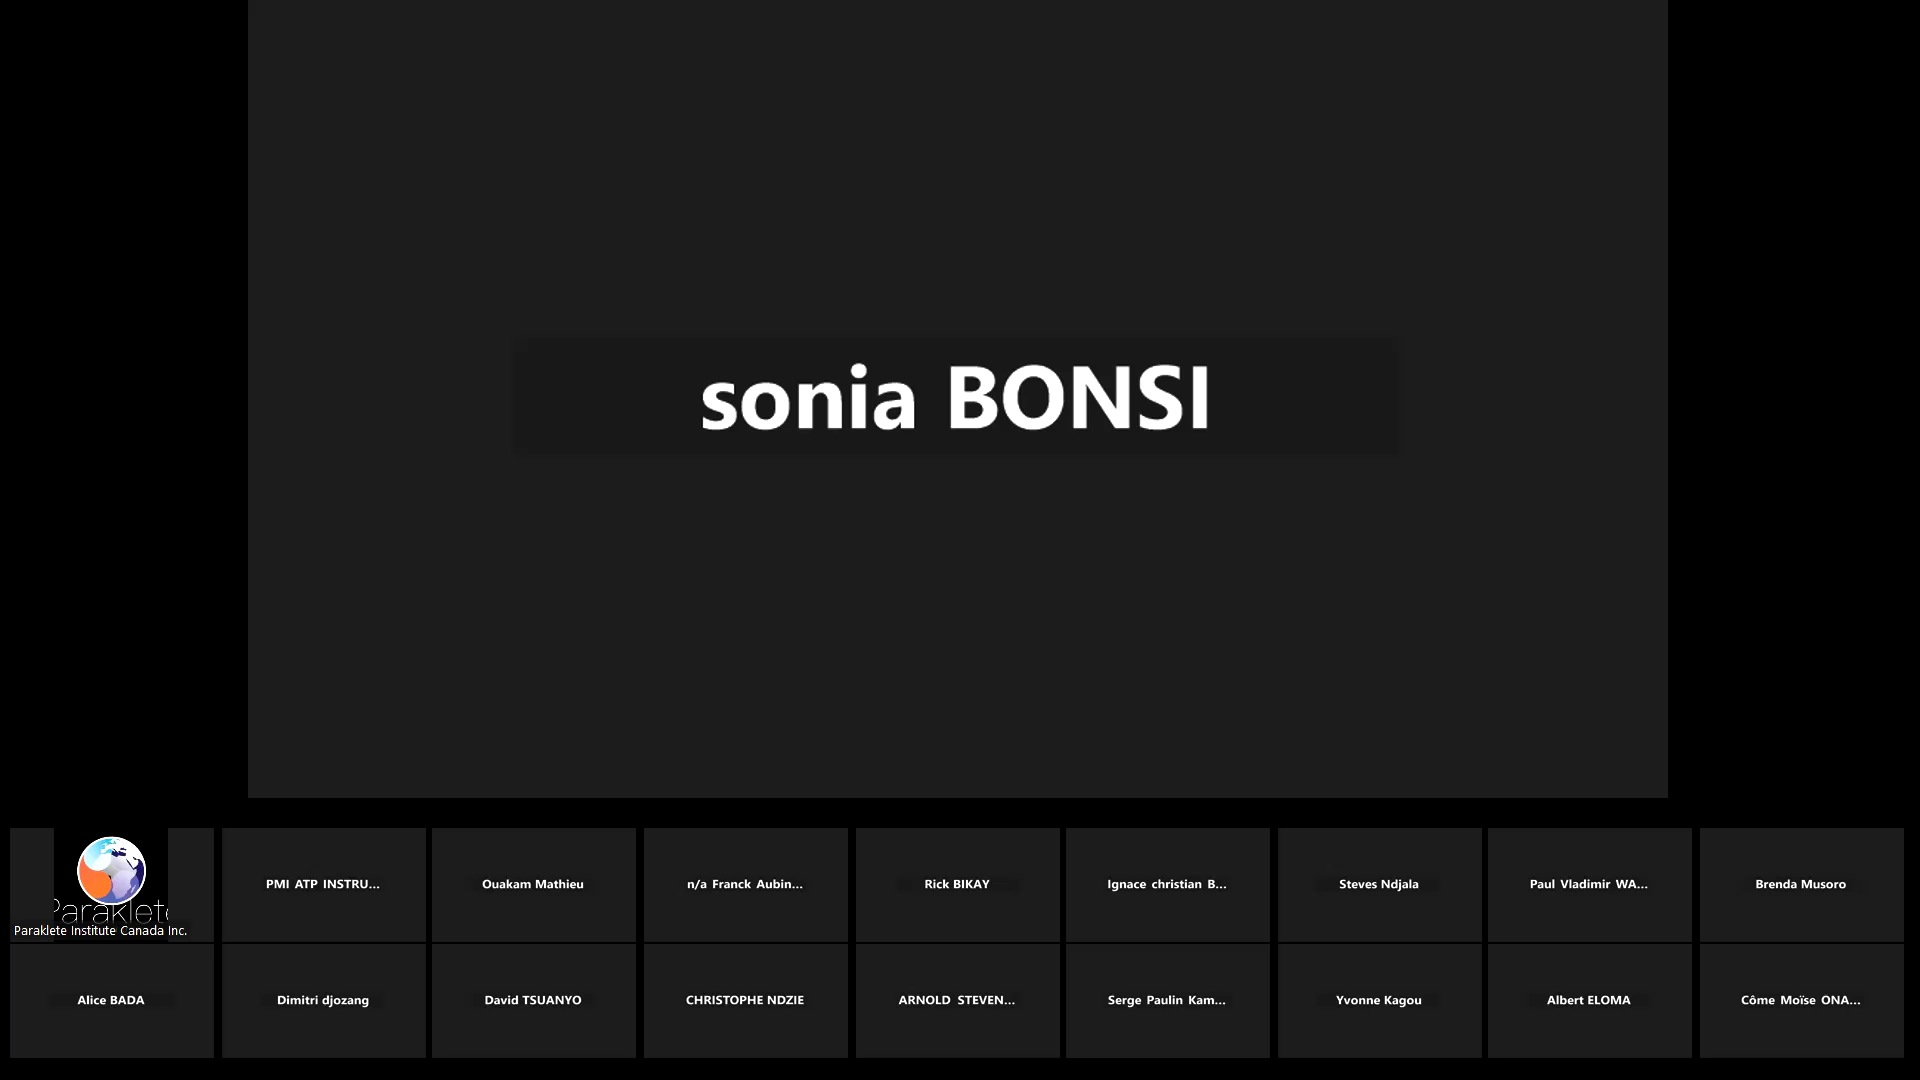 sonia BONSI
Paraklete
Paraklete Institute Canada Inc.
PMI ATP INSTRU...
Ouakam Mathieu
n/a Franck Aubin...
Rick BIKAY
Ignace christian B...
Steves Ndjala
Paul Vladimir WA...
Brenda Musoro
Alice BADA
Dimitri djozang
David TSUANYO
CHRISTOPHE NDZIE
ARNOLD STEVEN...
Serge Paulin Kam...
Yvonne Kagou
Albert ELOMA
Côme Moïse ONA...